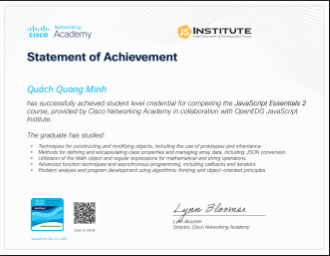 CISCO Networking Academy
JS INSTITUTE
Statement of Achievement
Quách Quang Minh
has successfully achieved student level credential for completing the JavaScript Essentials 2
course, provided by Cisco Networking Academy in collaboration with OpenEDG JavaScript
Institute.
The graduate has studied:
• Techniques for constructing and modifying objects, including the use of prototypes and inheritance.
• Methods for defining and encapsulating class properties and managing array data, including JSON conversion.
• Utilization of the Math object and regular expressions for mathematical and string operations.
• Advanced function techniques and asynchronous programming, including callbacks and iterators.
• Problem analysis and program development using algorithmic thinking and object-oriented principles.
Lynn Bloomer
Lynn Bloomer
Director, Cisco Networking Academy
Scan to Verify